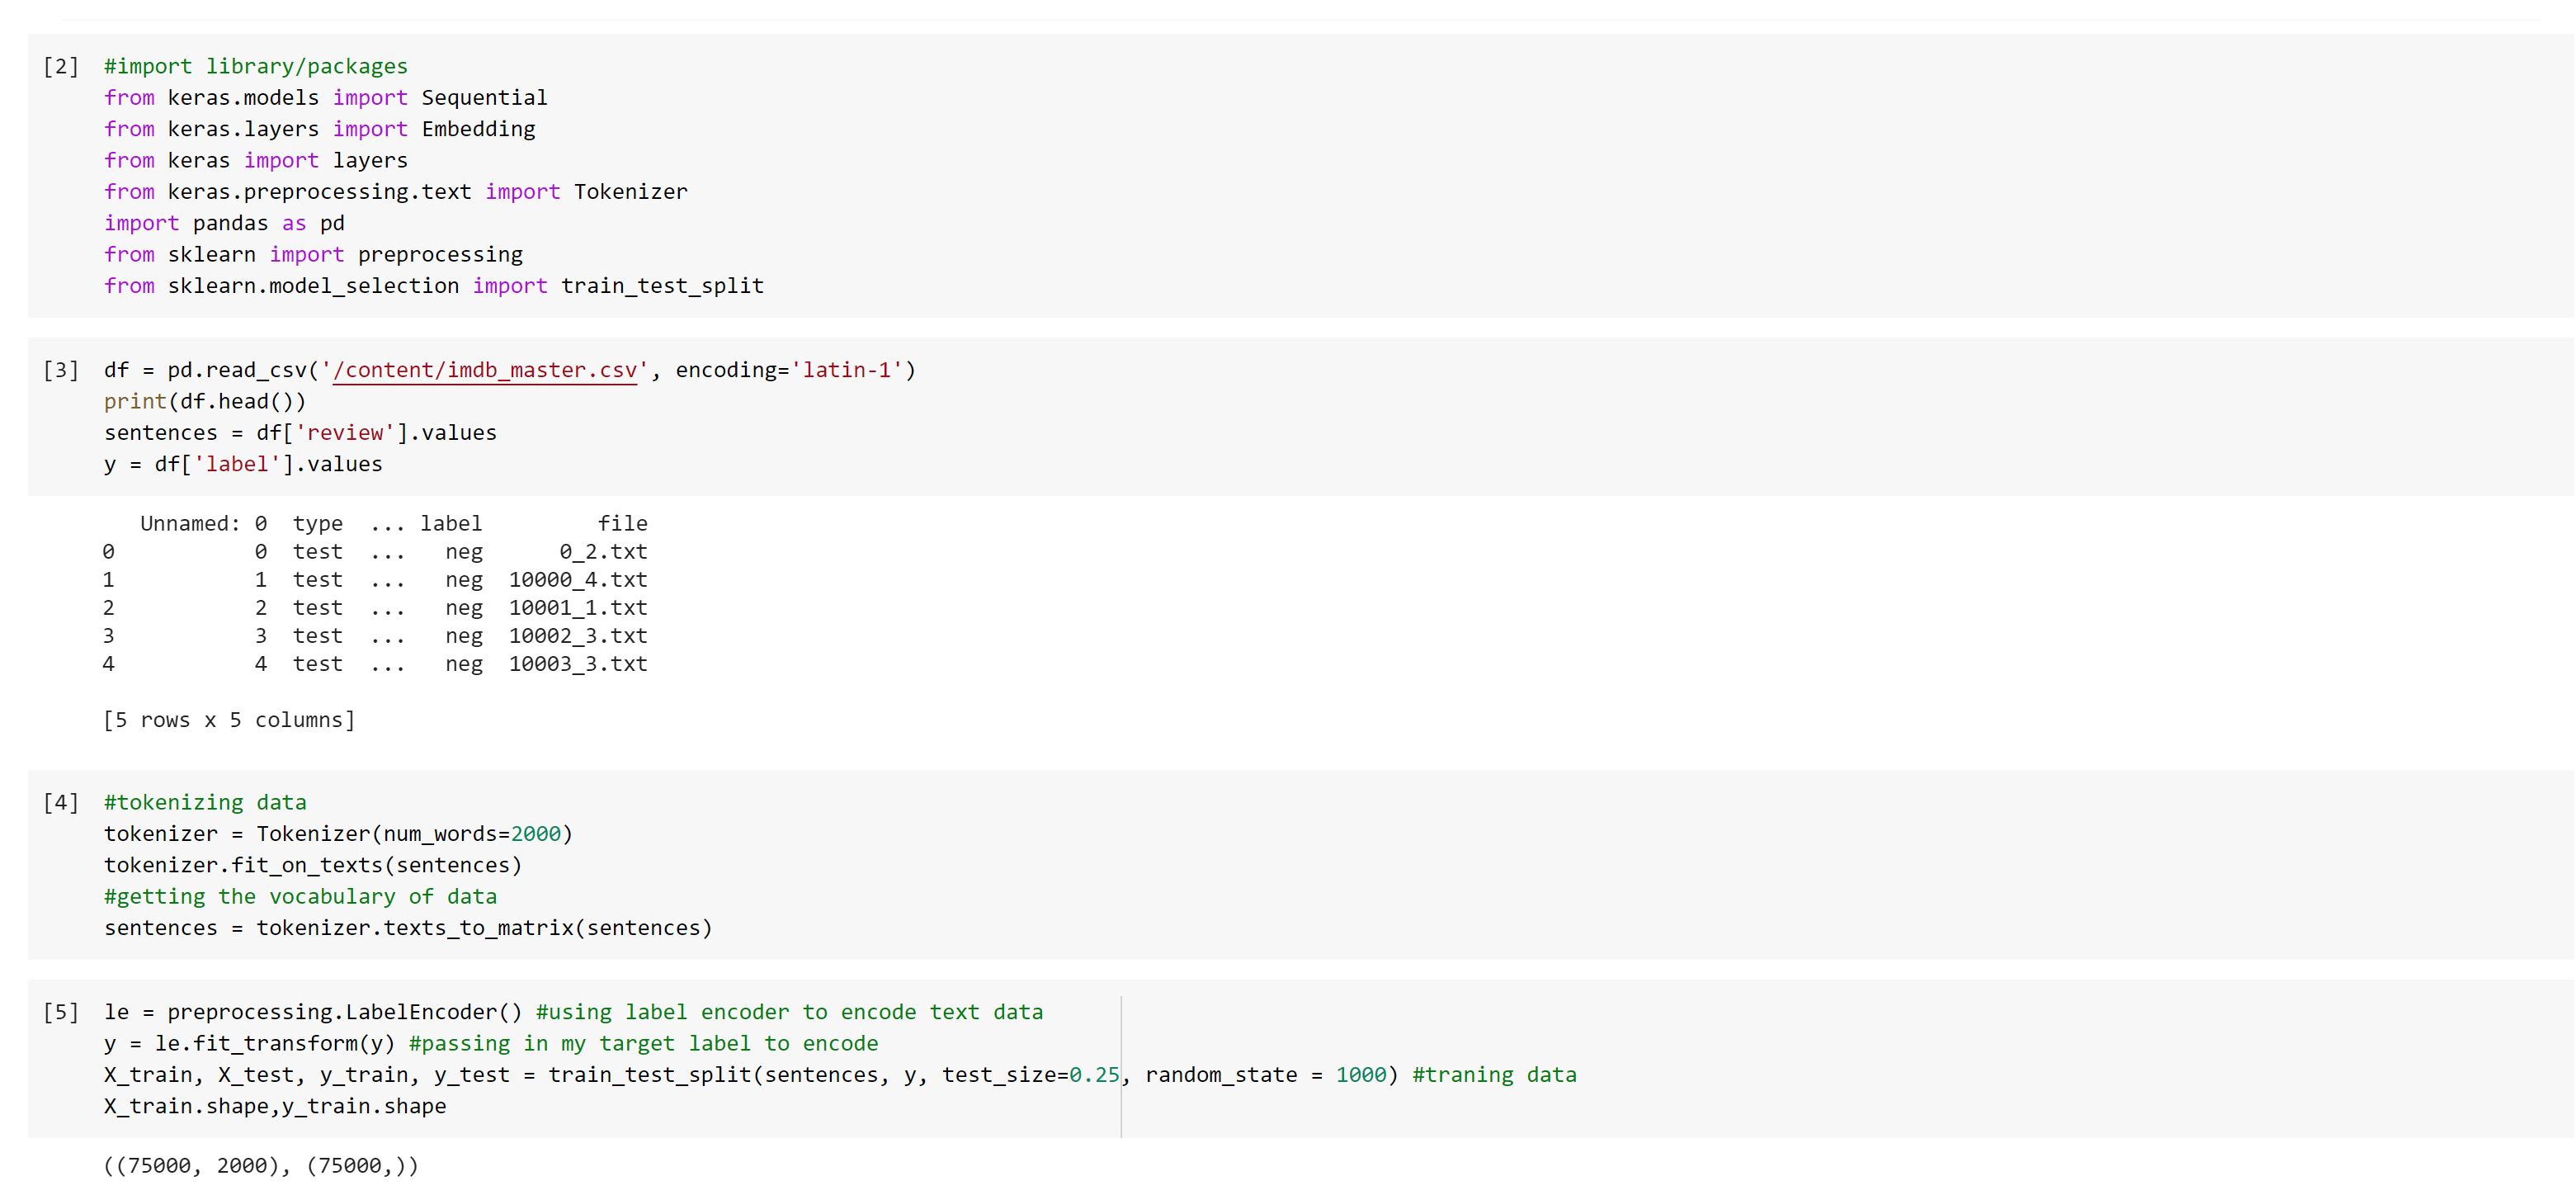 [2] #import library/packages
from keras.models import Sequential
from keras.layers import Embedding
from keras import layers
from keras.preprocessing.text import Tokenizer
import pandas as pd
from sklearn import preprocessing
from sklearn.model_selection import train_test_split
[3] df = pd.read_csv('/content/imdb_master.csv', encoding='latin-1')
print(df.head())
sentences = df['review'].values
y = df['label'].values
   Unnamed: 0  type  ... label         file
0           0  test  ...   neg      0_2.txt
1           1  test  ...   neg  10000_4.txt
2           2  test  ...   neg  10001_1.txt
3           3  test  ...   neg  10002_3.txt
4           4  test  ...   neg  10003_3.txt
[5 rows x 5 columns]
[4] #tokenizing data
tokenizer = Tokenizer(num_words=2000)
tokenizer.fit_on_texts(sentences)
#getting the vocabulary of data
sentences = tokenizer.texts_to_matrix(sentences)
[5] le = preprocessing.LabelEncoder() #using label encoder to encode text data
y = le.fit_transform(y) #passing in my target label to encode
X_train, X_test, y_train, y_test = train_test_split(sentences, y, test_size=0.25, random_state = 1000) #traning data
X_train.shape,y_train.shape
((75000, 2000), (75000,))